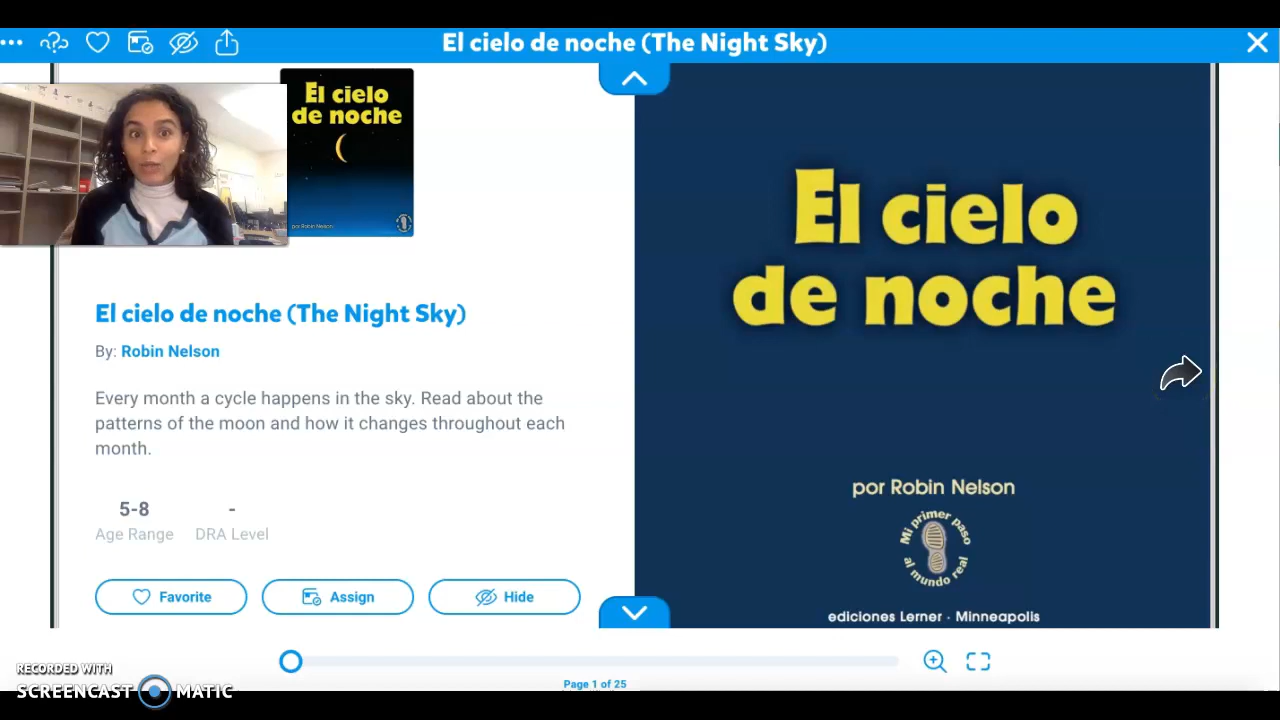 El cielo de noche (The Night Sky)
El cielo
de noche
por Robin Nelson
El cielo de noche (The Night Sky)
By: Robin Nelson
Every month a cycle happens in the sky. Read about the
patterns of the moon and how it changes throughout each
month.
5-8 -
Age Range DRA Level
Favorite Assign Hide
El cielo
de noche
por Robin Nelson
Mi primer paso
al mundo real
ediciones Lerner · Minneapolis
Page 1 of 25
RECORDED WITH
SCREENCAST MATIC